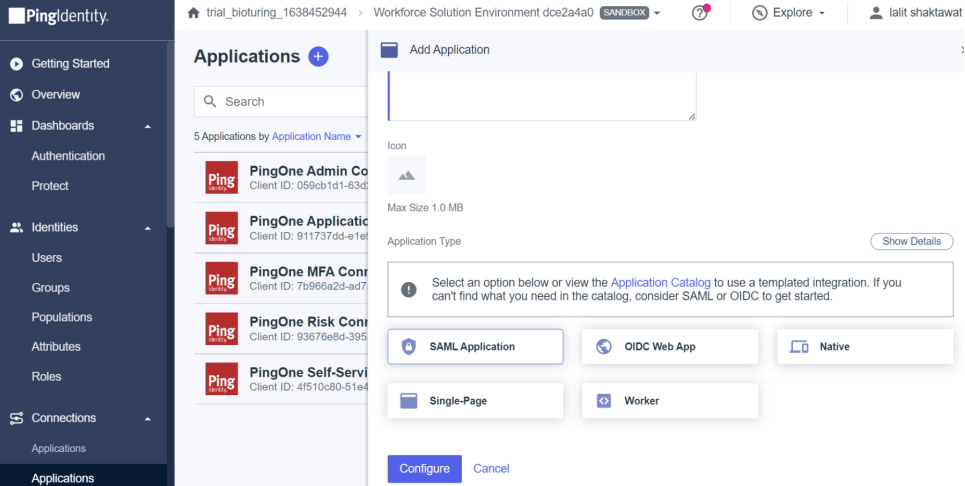 PingIdentity.
Getting Started
Overview
Dashboards
Authentication
Protect
Identities
Users
Groups
Populations
Attributes
Roles
Connections
Applications
Applications
trial_bioturing_1638452944 > Workforce Solution Environment dce2a4a0 SANDBOX
? Explore lalit shaktawat
Applications +
Search
5 Applications by Application Name
Ping Identity
PingOne Admin Co
Client ID: 059cb1d1-63d
Ping Identity
PingOne Applicatio
Client ID: 911737dd-e1e
Ping Identity
PingOne MFA Conn
Client ID: 7b966a2d-ad7
Ping Identity
PingOne Risk Conn
Client ID: 93676e8d-395
Ping Identity
PingOne Self-Servi
Client ID: 4f510c80-51e4
Add Application
Icon
Max Size 1.0 MB
Application Type
Show Details
Select an option below or view the Application Catalog to use a templated integration. If you
can't find what you need in the catalog, consider SAML or OIDC to get started.
SAML Application
OIDC Web App
Native
Single-Page
Worker
Configure
Cancel